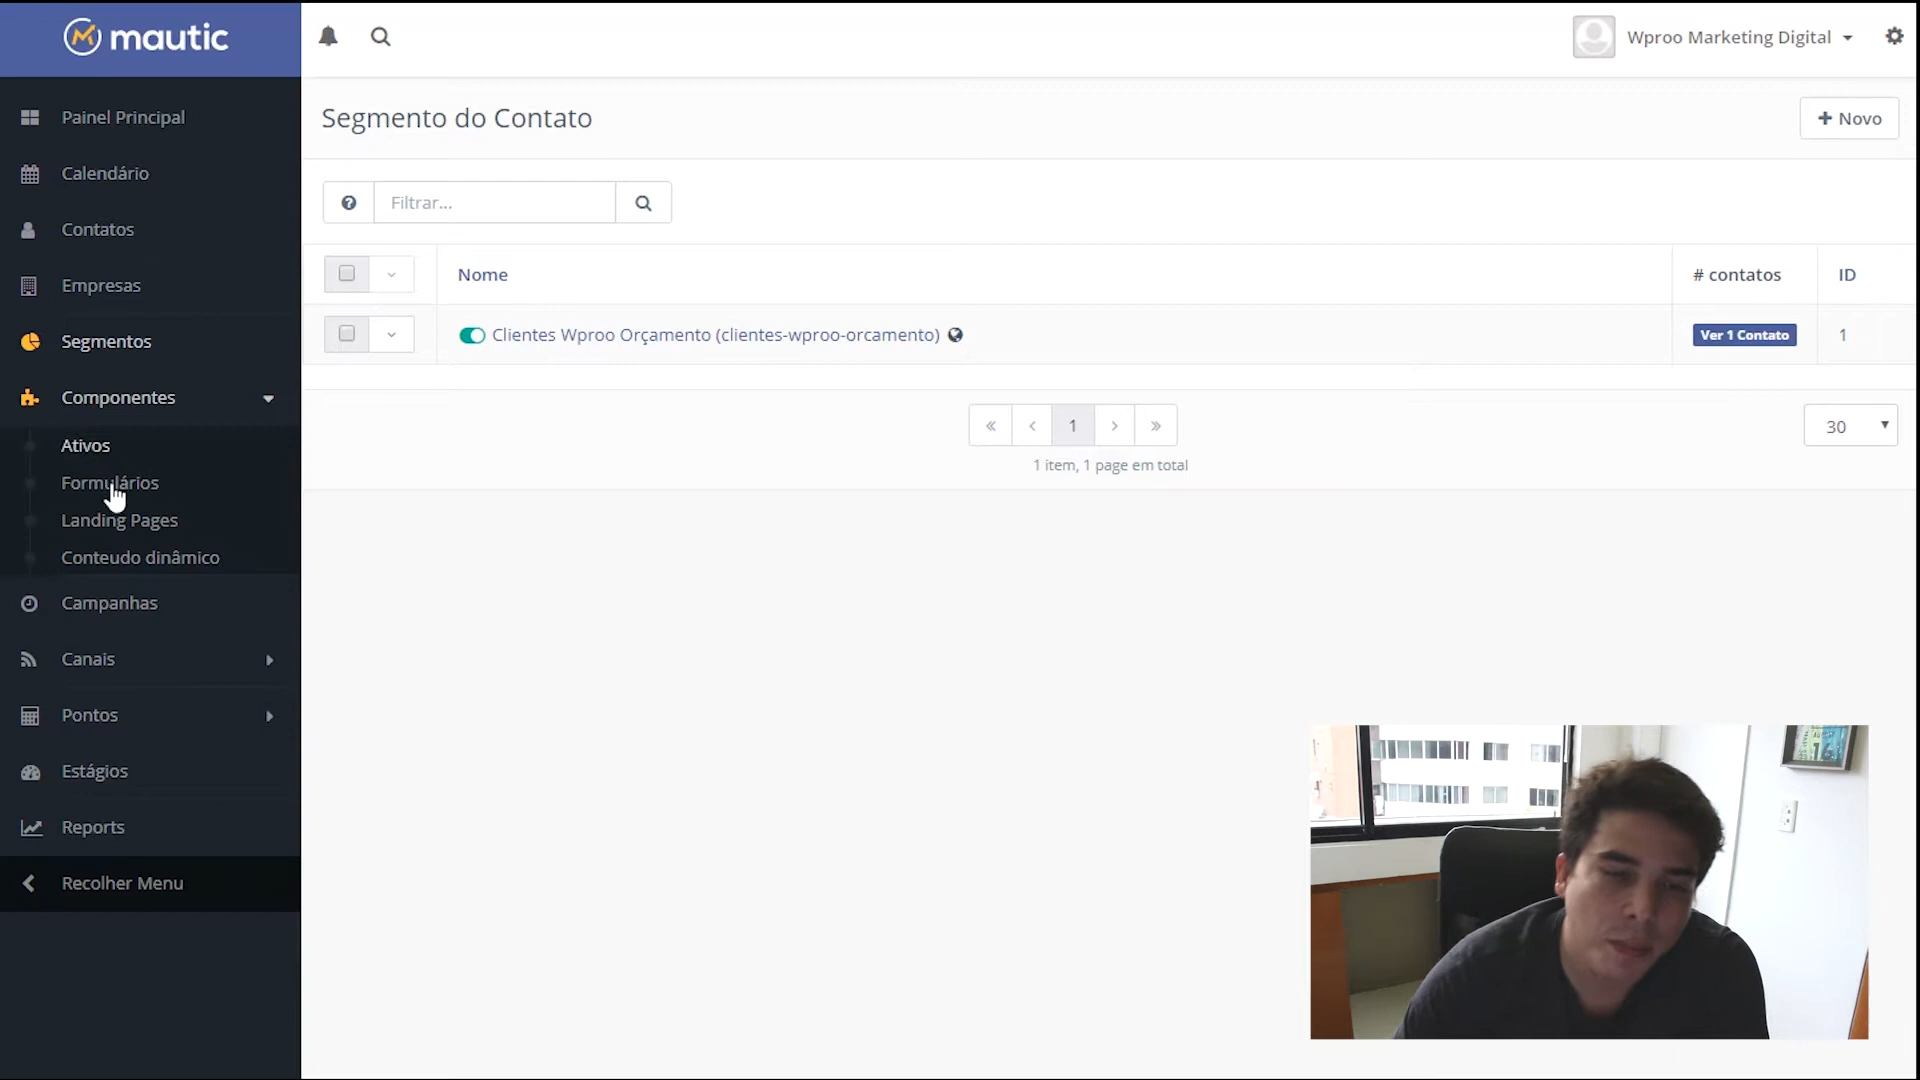 mautic
Wproo Marketing Digital
Painel Principal
Calendário
Contatos
Empresas
Segmentos
Componentes
Ativos
Formulários
Landing Pages
Conteudo dinâmico
Campanhas
Canais
Pontos
Estágios
Reports
Recolher Menu
Segmento do Contato
+ Novo
Filtrar...
Nome
# contatos
ID
Clientes Wproo Orçamento (clientes-wproo-orcamento)
Ver 1 Contato
1
« ‹ 1 › »
30
1 item, 1 page em total